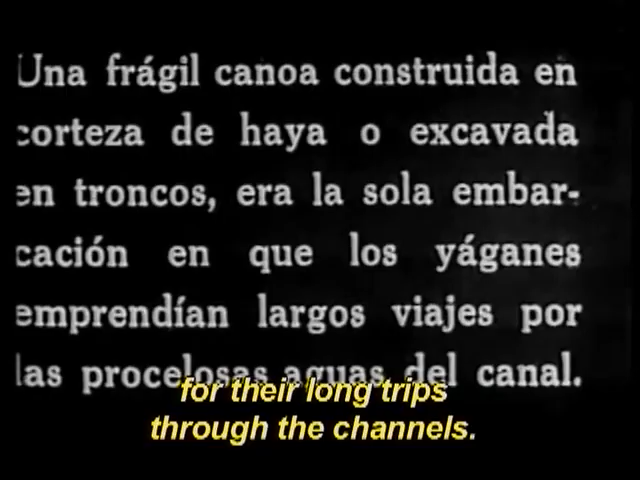 Una frágil canoa construida en
corteza de haya o excavada
en troncos, era la sola embar-
cación en que los yáganes
emprendían largos viajes por
las procelosas aguas del canal.
for their long trips
through the channels.